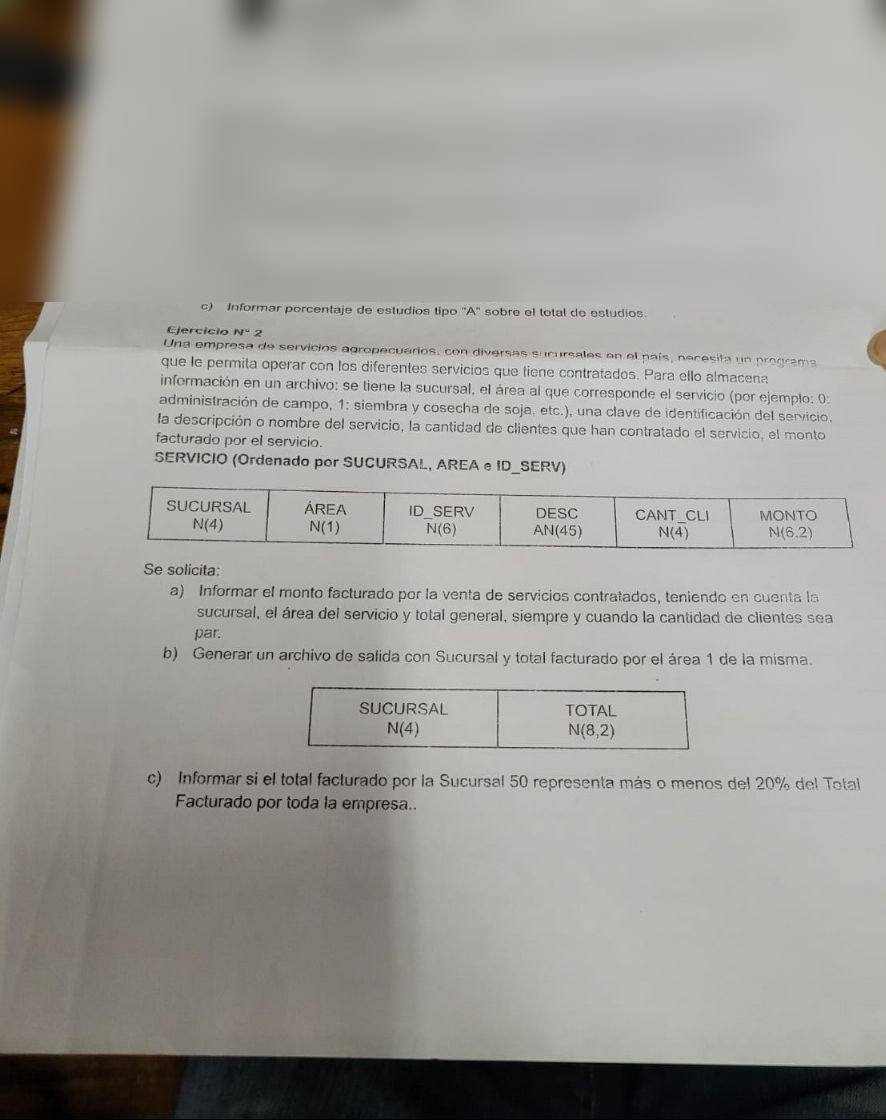 c) Informar porcentaje de estudios tipo "A" sobre el total de estudios.
Ejercicio N° 2
Una empresa de servicios agropecuarios, con diversas sucursales en el país, necesita un programa
que le permita operar con los diferentes servicios que tiene contratados. Para ello almacena
información en un archivo: se tiene la sucursal, el área al que corresponde el servicio (por ejemplo: 0:
administración de campo, 1: siembra y cosecha de soja, etc.), una clave de identificación del servicio,
la descripción o nombre del servicio, la cantidad de clientes que han contratado el servicio, el monto
facturado por el servicio.
SERVICIO (Ordenado por SUCURSAL, AREA e ID_SERV)
SUCURSAL ÁREA ID_SERV DESC CANT_CLI MONTO
N(4) N(1) N(6) AN(45) N(4) N(6.2)
Se solicita:
a) Informar el monto facturado por la venta de servicios contratados, teniendo en cuenta la
sucursal, el área del servicio y total general, siempre y cuando la cantidad de clientes sea
par.
b) Generar un archivo de salida con Sucursal y total facturado por el área 1 de la misma.
SUCURSAL TOTAL
N(4) N(8,2)
c) Informar si el total facturado por la Sucursal 50 representa más o menos del 20% del Total
Facturado por toda la empresa..